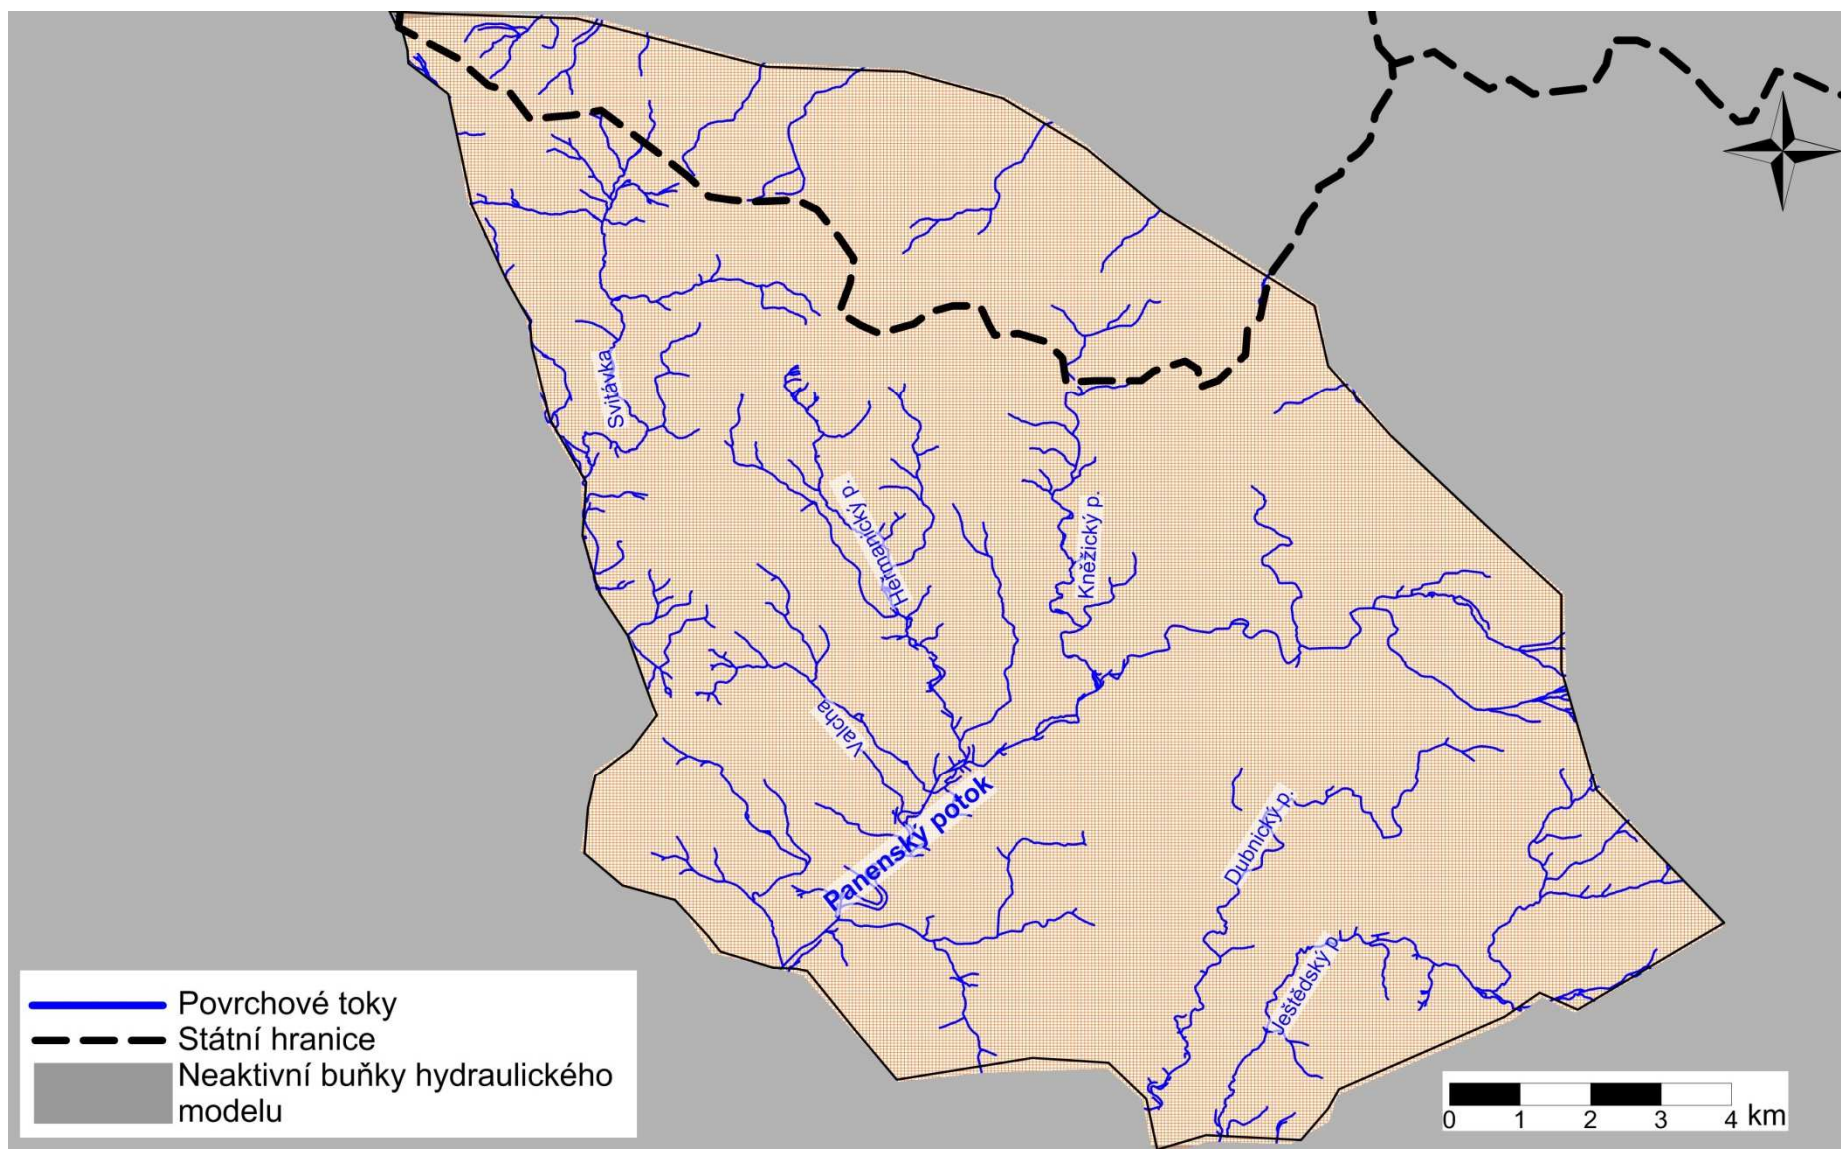 Svitávka
Heřmanický p.
Kněžický p.
Valcha
Panenský potok
Dubnický p.
Ještědský p.
Povrchové toky
Státní hranice
Neaktivní buňky hydraulického
modelu
0 1 2 3 4 km